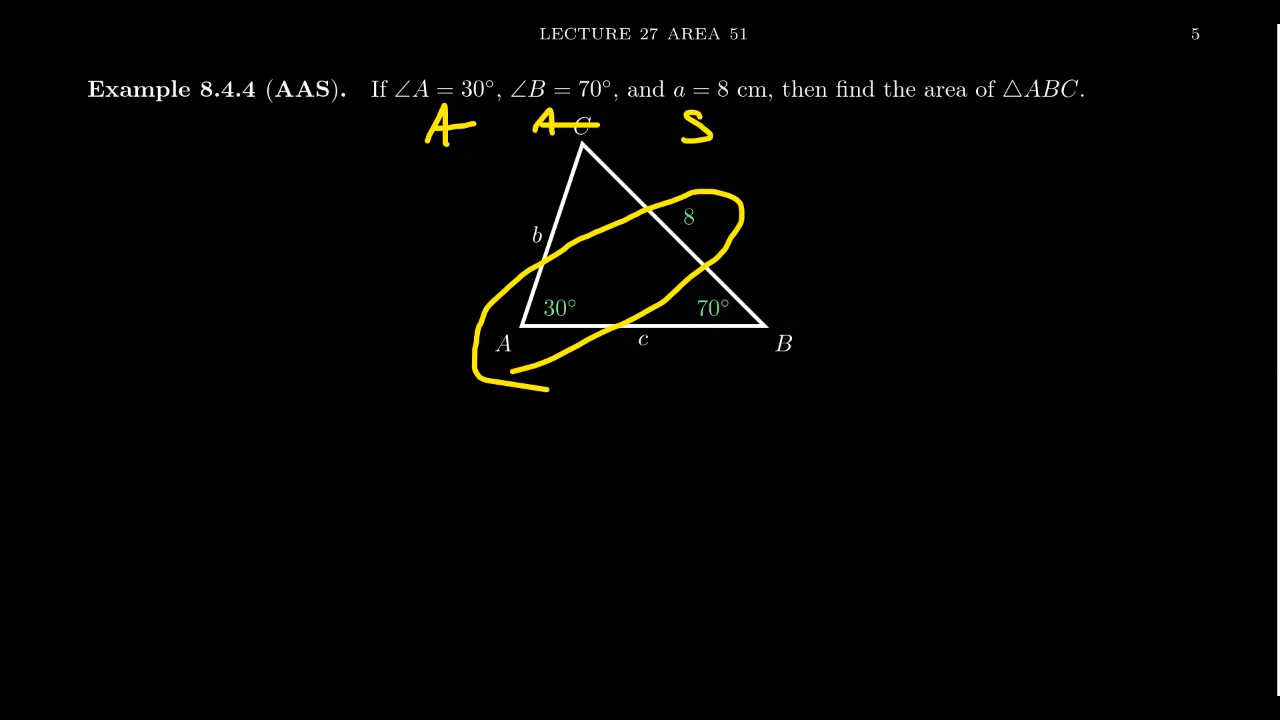 LECTURE 27 AREA 51 5
Example 8.4.4 (AAS). If ∠A = 30°, ∠B = 70°, and a = 8 cm, then find the area of △ABC.
A A S
C
8
b
30° 70°
A c B